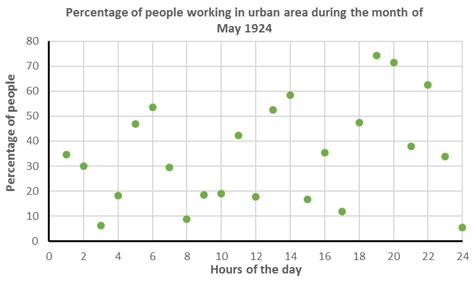 Percentage of people working in urban area during the month of
May 1924
Percentage of people
80
70
60
50
40
30
20
10
0
0 2 4 6 8 10 12 14 16 18 20 22 24
Hours of the day